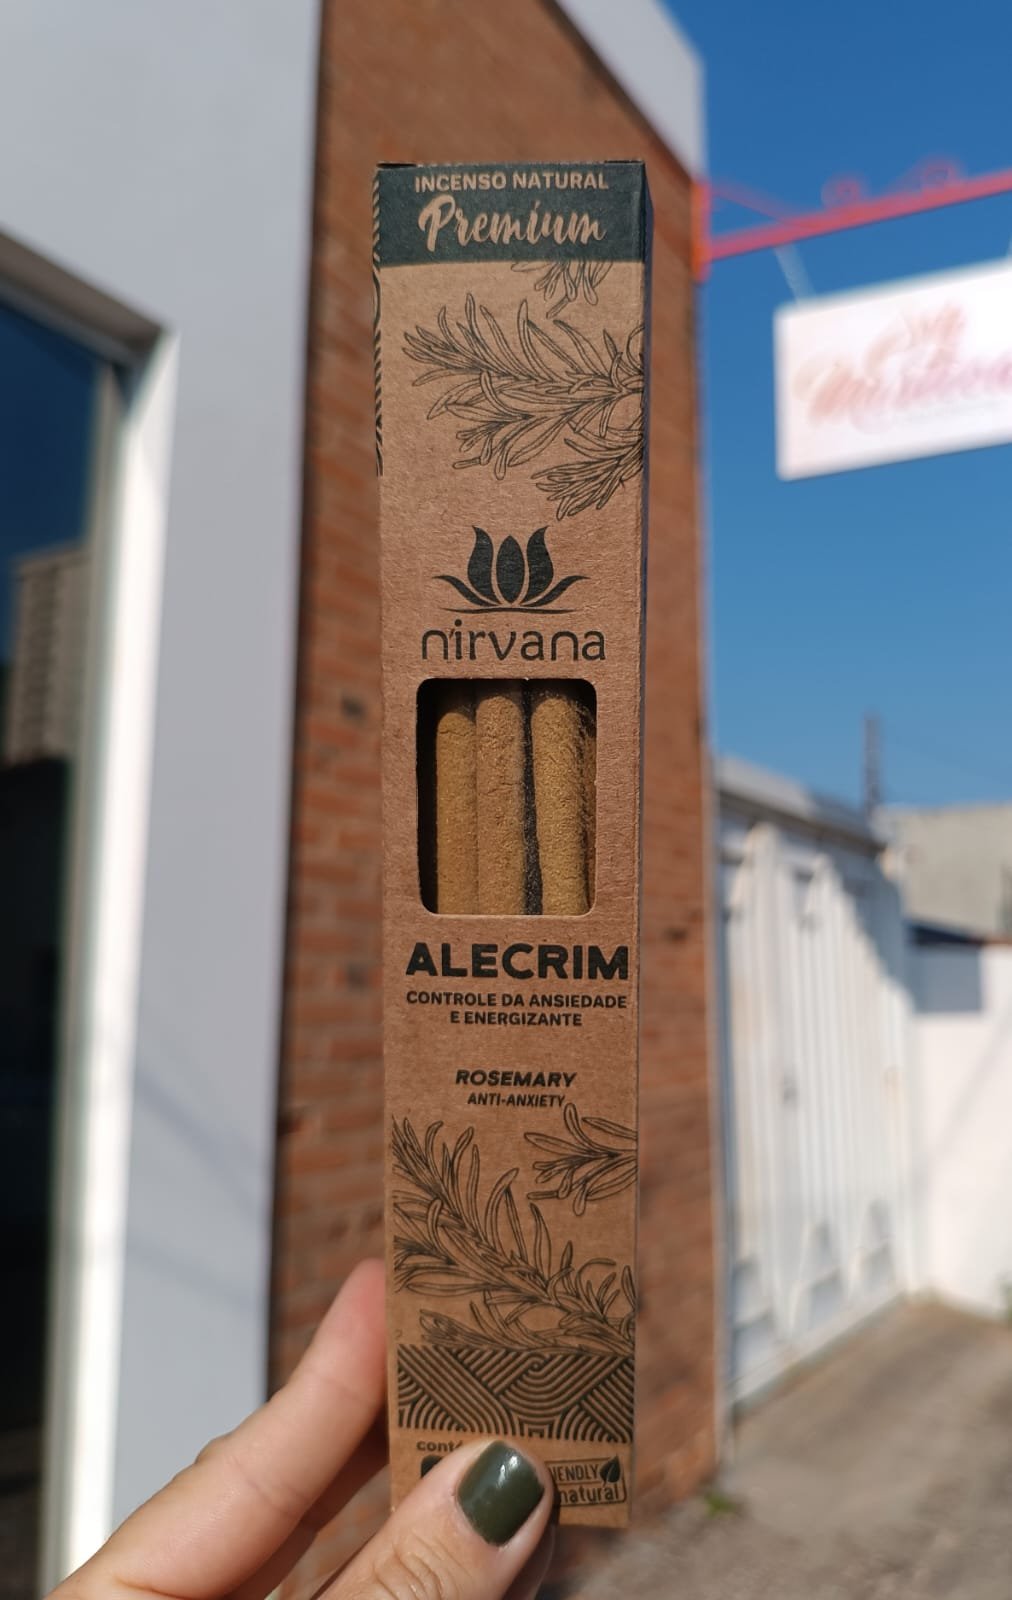 INCENSO NATURAL
Premium
nirvana
ALECRIM
CONTROLE DA ANSIEDADE
E ENERGIZANTE
ROSEMARY
ANTI-ANXIETY
natural